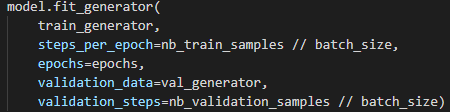 model.fit_generator(
    train_generator,
    steps_per_epoch=nb_train_samples // batch_size,
    epochs=epochs,
    validation_data=val_generator,
    validation_steps=nb_validation_samples // batch_size)